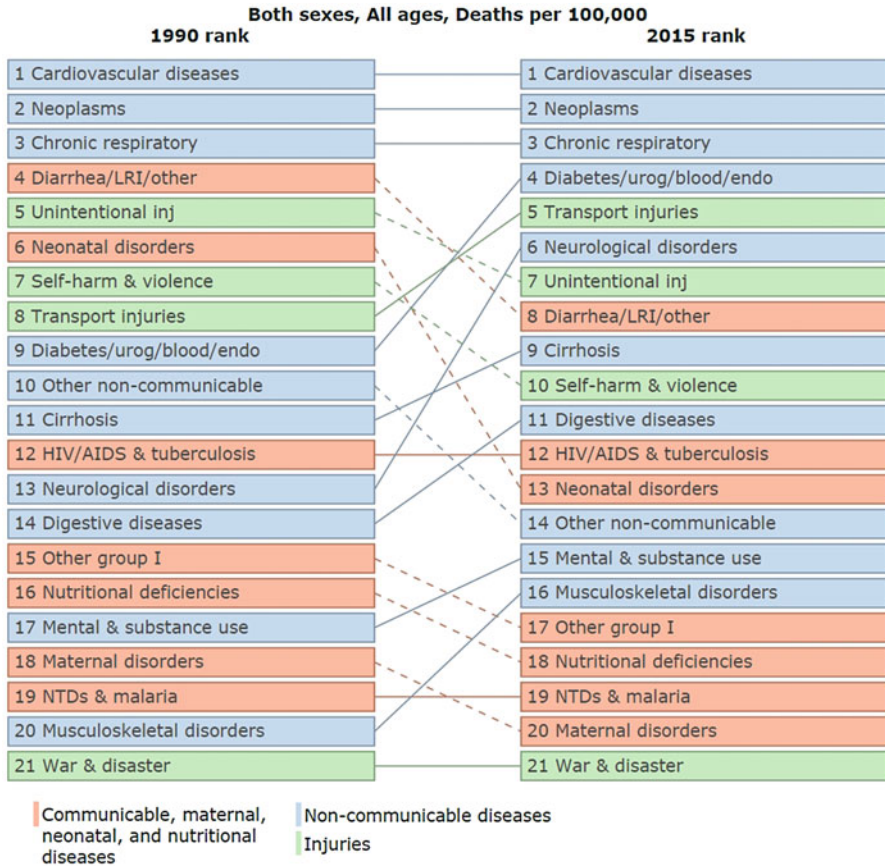 Both sexes, All ages, Deaths per 100,000
1990 rank
2015 rank
1 Cardiovascular diseases
2 Neoplasms
3 Chronic respiratory
4 Diarrhea/LRI/other
5 Unintentional inj
6 Neonatal disorders
7 Self-harm & violence
8 Transport injuries
9 Diabetes/urog/blood/endo
10 Other non-communicable
11 Cirrhosis
12 HIV/AIDS & tuberculosis
13 Neurological disorders
14 Digestive diseases
15 Other group I
16 Nutritional deficiencies
17 Mental & substance use
18 Maternal disorders
19 NTDs & malaria
20 Musculoskeletal disorders
21 War & disaster
1 Cardiovascular diseases
2 Neoplasms
3 Chronic respiratory
4 Diabetes/urog/blood/endo
5 Transport injuries
6 Neurological disorders
7 Unintentional inj
8 Diarrhea/LRI/other
9 Cirrhosis
10 Self-harm & violence
11 Digestive diseases
12 HIV/AIDS & tuberculosis
13 Neonatal disorders
14 Other non-communicable
15 Mental & substance use
16 Musculoskeletal disorders
17 Other group I
18 Nutritional deficiencies
19 NTDs & malaria
20 Maternal disorders
21 War & disaster
Communicable, maternal,
neonatal, and nutritional
diseases
Non-communicable diseases
Injuries